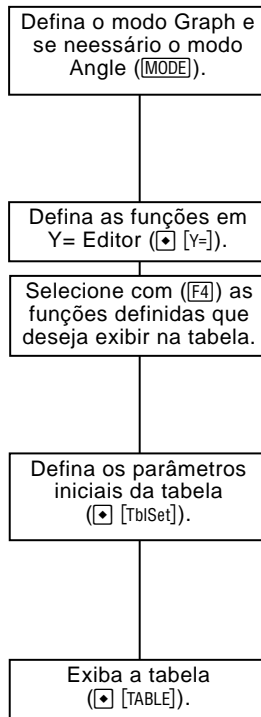 Defina o modo Graph e
se neessário o modo
Angle (MODE).
Defina as funções em
Y= Editor (◆ [Y=]).
Selecione com (F4) as
funções definidas que
deseja exibir na tabela.
Defina os parâmetros
iniciais da tabela
(◆ [TblSet]).
Exiba a tabela
(◆ [TABLE]).